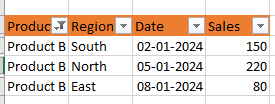 Produc Region Date Sales
Product B South 02-01-2024 150
Product B North 05-01-2024 220
Product B East 08-01-2024 80